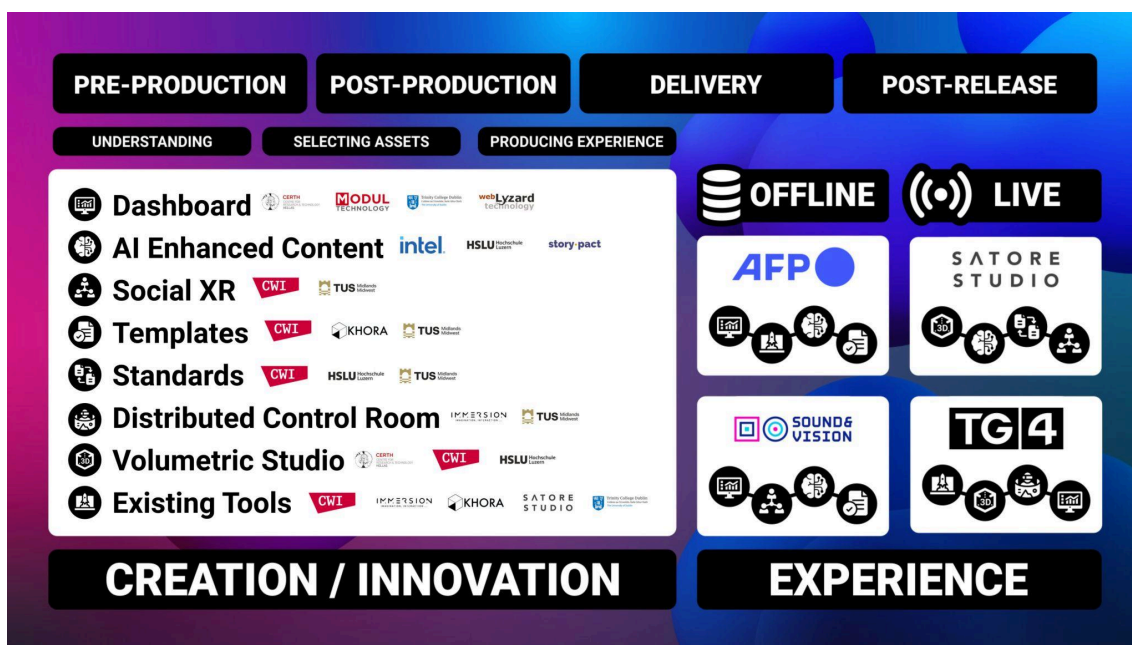 PRE-PRODUCTION POST-PRODUCTION DELIVERY POST-RELEASE
UNDERSTANDING SELECTING ASSETS PRODUCING EXPERIENCE
OFFLINE LIVE
Dashboard CERTH MODUL TECHNOLOGY Trinity College Dublin webLyzard technology
AI Enhanced Content intel. HSLU Hochschule Luzern story·pact
Social XR CWI TUS Midlands Midwest
Templates CWI KHORA TUS Midlands Midwest
Standards CWI HSLU Hochschule Luzern TUS Midlands Midwest
Distributed Control Room IMMERSION TUS Midlands Midwest
Volumetric Studio CERTH CWI HSLU Hochschule Luzern
Existing Tools CWI IMMERSION KHORA SATORE STUDIO Trinity College Dublin
AFP
SATORE
STUDIO
3D
SOUND&
VISION
TG4
3D
CREATION / INNOVATION EXPERIENCE